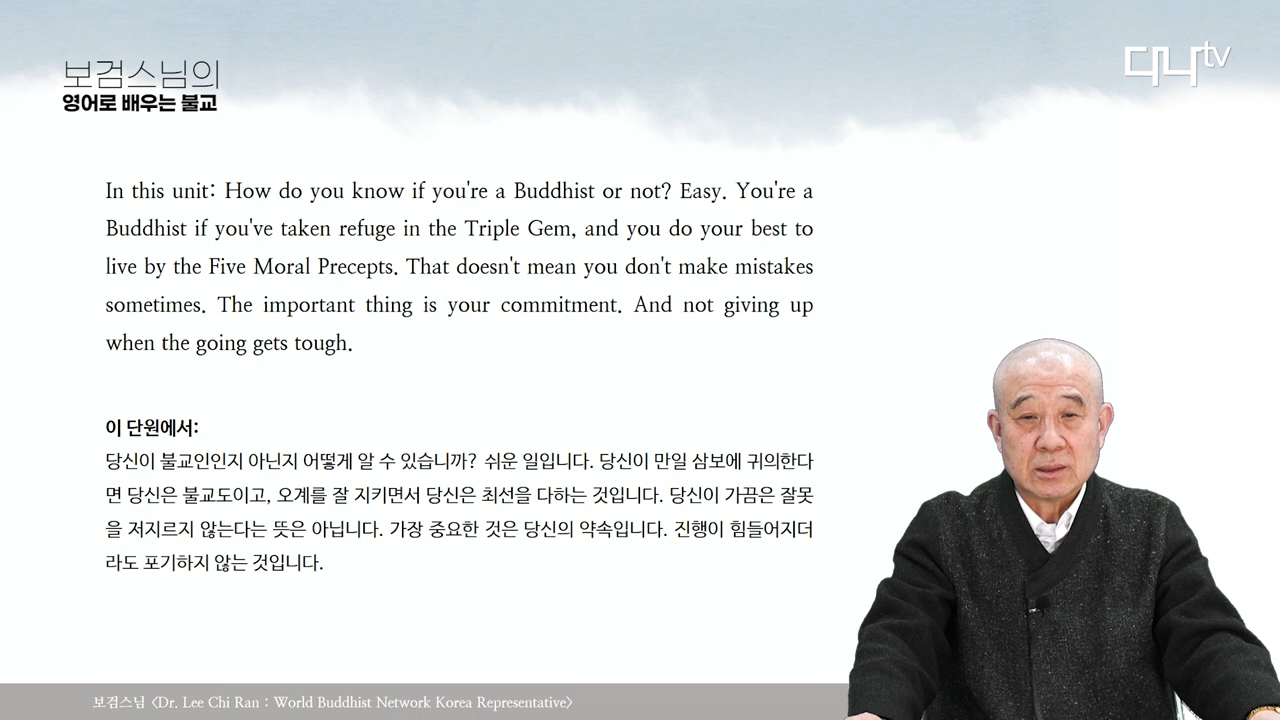 보검스님의
영어로 배우는 불교
다나tv
In this unit: How do you know if you're a Buddhist or not? Easy. You're a
Buddhist if you've taken refuge in the Triple Gem, and you do your best to
live by the Five Moral Precepts. That doesn't mean you don't make mistakes
sometimes. The important thing is your commitment. And not giving up
when the going gets tough.
이 단원에서:
당신이 불교인인지 아닌지 어떻게 알 수 있습니까? 쉬운 일입니다. 당신이 만일 삼보에 귀의한다
면 당신은 불교도이고, 오계를 잘 지키면서 당신은 최선을 다하는 것입니다. 당신이 가끔은 잘못
을 저지르지 않는다는 뜻은 아닙니다. 가장 중요한 것은 당신의 약속입니다. 진행이 힘들어지더
라도 포기하지 않는 것입니다.
보검스님 <Dr. Lee Chi Ran : World Buddhist Network Korea Representative>